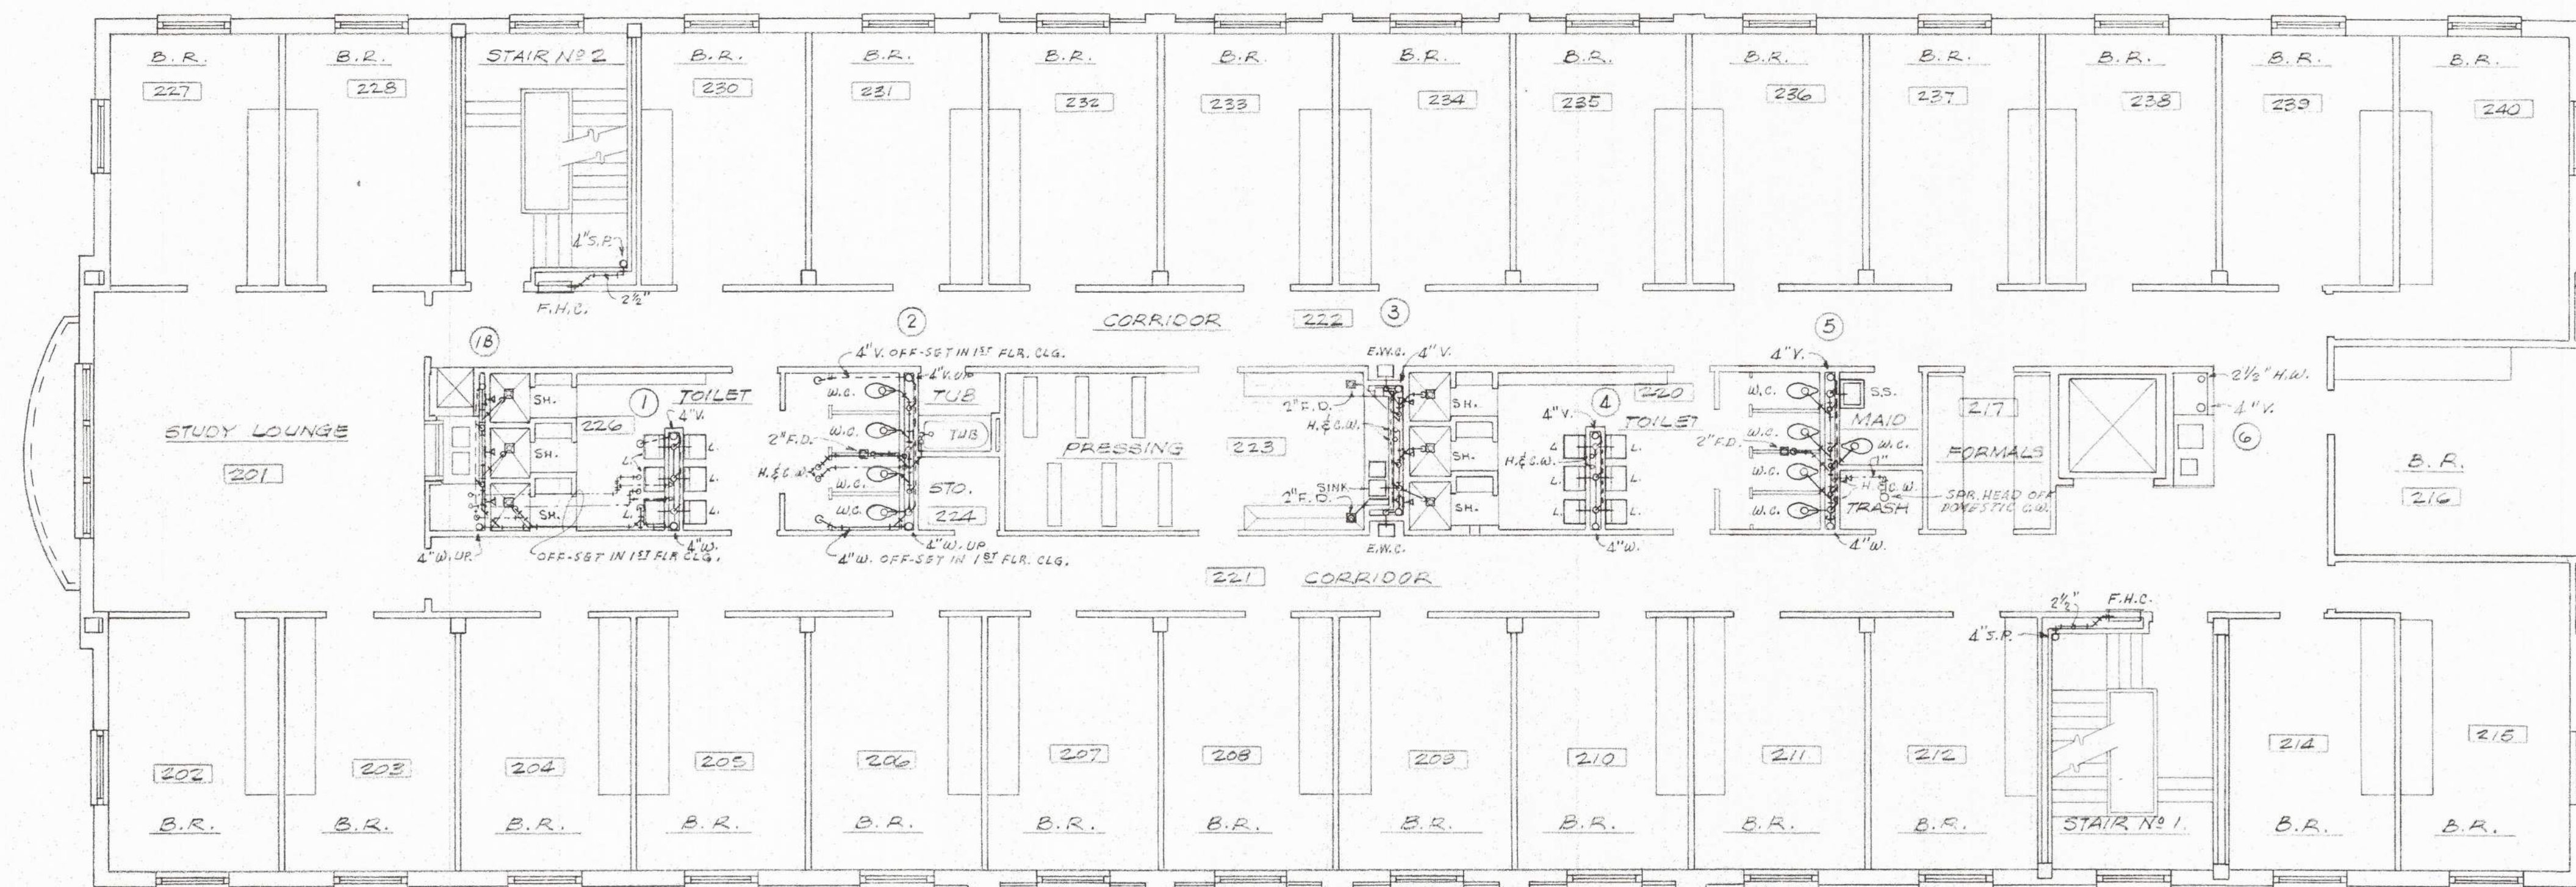 B.R.
227
B.R.
228
STAIR Nº 2
B.R.
230
B.R.
231
B.R.
232
B.R.
233
B.R.
234
B.R.
235
B.R.
236
B.R.
237
B.R.
238
B.R.
239
B.R.
240
4" S.P.
2½"
F.H.C.
CORRIDOR
222
1B
2
3
5
4" V. OFF-SET IN 1ST FLR. CLG.
4" V. UP
E.W.C.
4" V.
4" V.
STUDY LOUNGE
201
SH.
SH.
SH.
226
1
TOILET
4" V.
L.
L.
L.
L.
L.
4" W. UP.
4" W.
OFF-SET IN 1ST FLR CLG.
W.C.
W.C.
W.C.
W.C.
2" F.D.
H.&C.W.
4" W. OFF-SET IN 1ST FLR. CLG.
4" W. UP
TUB
TUB
STO.
224
PRESSING
223
2" F.D.
H.&C.W.
SINK
2" F.D.
E.W.C.
SH.
SH.
SH.
4
4" V.
220
TOILET
H.&C.W.
L
L.
L.
L.
L.
L.
4" W.
W.C.
W.C.
W.C.
W.C.
2" F.D.
S.S.
MAID
W.C.
1"
H.&C.W.
TRASH
4" W.
SPR. HEAD OFF
DOMESTIC C.W.
217
FORMALS
2½" H.W.
4" V.
6
B.R.
216
221
CORRIDOR
2½"
F.H.C.
4" S.P.
202
B.R.
203
B.R.
204
B.R.
205
B.R.
206
B.R.
207
B.R.
208
B.R.
209
B.R.
210
B.R.
211
B.R.
212
B.R.
STAIR Nº 1.
214
B.R.
215
B.R.